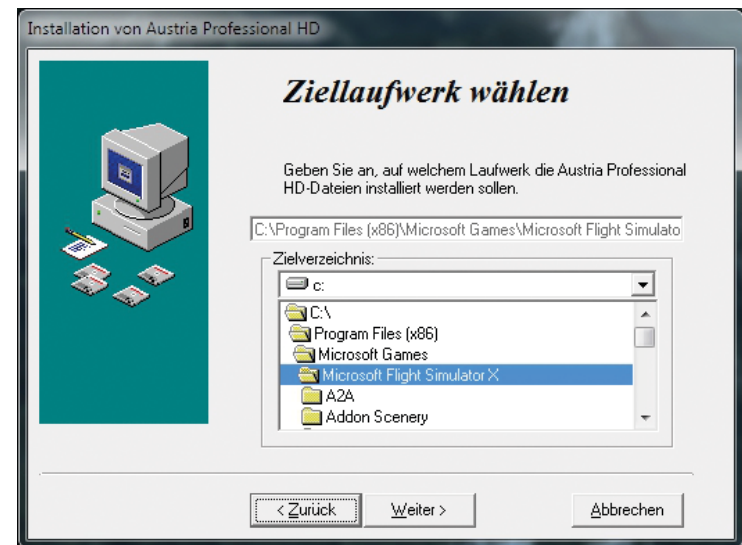 Installation von Austria Professional HD
Ziellaufwerk wählen
Geben Sie an, auf welchem Laufwerk die Austria Professional
HD-Dateien installiert werden sollen.
C:\Program Files (x86)\Microsoft Games\Microsoft Flight Simulato
Zielverzeichnis:
c:
C:\
Program Files (x86)
Microsoft Games
Microsoft Flight Simulator X
A2A
Addon Scenery
< Zurück Weiter > Abbrechen